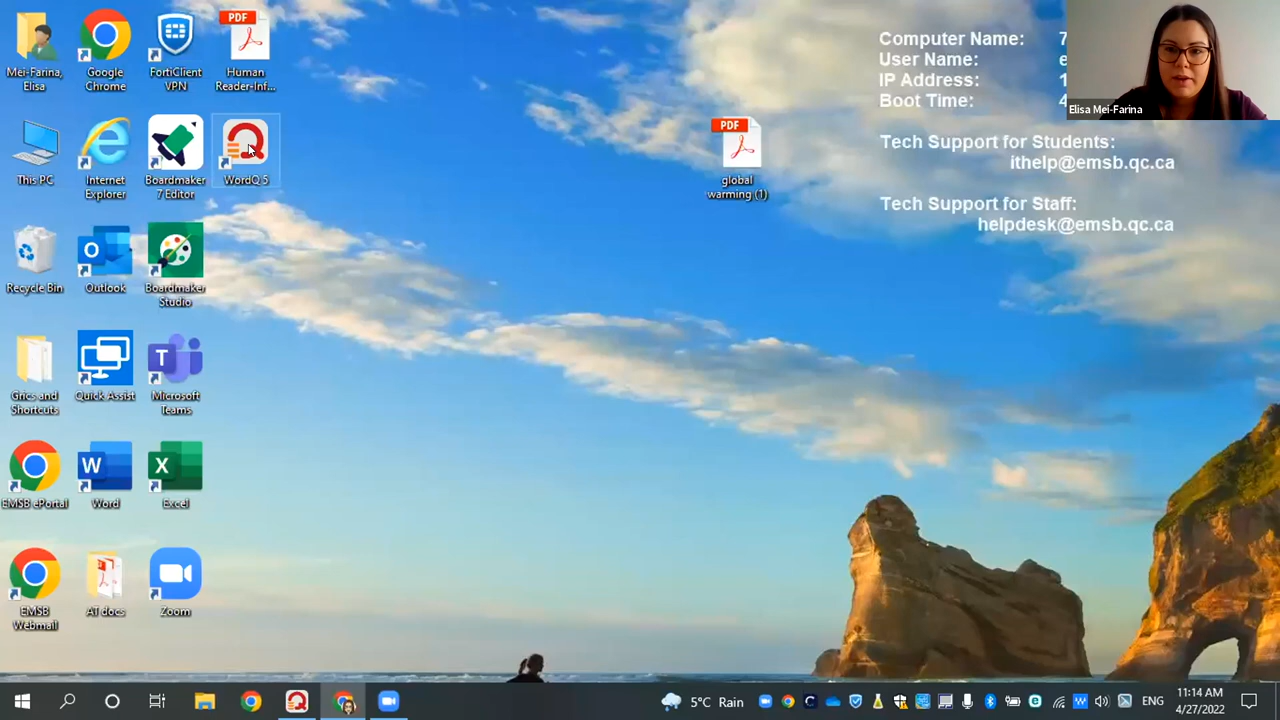 Mei-Farina,
Elisa
Google
Chrome
FortiClient
VPN
PDF
Human
Reader-Inf...
This PC
Internet
Explorer
Boardmaker
7 Editor
WordQ 5
Recycle Bin
Outlook
Boardmaker
Studio
Grics and
Shortcuts
Quick Assist
Microsoft
Teams
EMSB ePortal
Word
Excel
EMSB
Webmail
AT docs
Zoom
PDF
global
warming (1)
Computer Name: 7
User Name: e
IP Address: 1
Boot Time: 4
Tech Support for Students:
ithelp@emsb.qc.ca
Tech Support for Staff:
helpdesk@emsb.qc.ca
Elisa Mei-Farina
5°C Rain
ENG
11:14 AM
4/27/2022